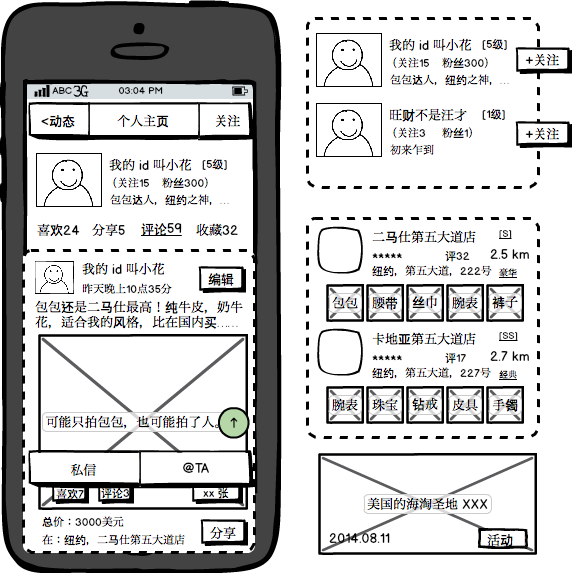 ABC 3G 03:04 PM
<动态 个人主页 关注
我的 id 叫小花 [5级]
（关注15 粉丝300）
包包达人，纽约之神，...
喜欢24 分享5 评论59 收藏32
我的 id 叫小花
昨天晚上10点35分
编辑
包包还是二马仕最高！纯牛皮，奶牛
花，适合我的风格，比在国内买……
可能只拍包包，也可能拍了人。
↑
私信 @TA
喜欢7 评论3 xx 张
总价：3000美元
在：纽约，二马仕第五大道店
分享
我的 id 叫小花 [5级]
（关注15 粉丝300）
包包达人，纽约之神，...
+关注
旺财不是汪才 [1级]
（关注3 粉丝1）
初来乍到
+关注
二马仕第五大道店 [S]
***** 评32 2.5 km
纽约，第五大道，222号 豪华
包包 腰带 丝巾 腕表 裤子
卡地亚第五大道店 [SS]
***** 评17 2.7 km
纽约，第五大道，227号 经典
腕表 珠宝 钻戒 皮具 手镯
美国的海淘圣地 XXX
2014.08.11 活动